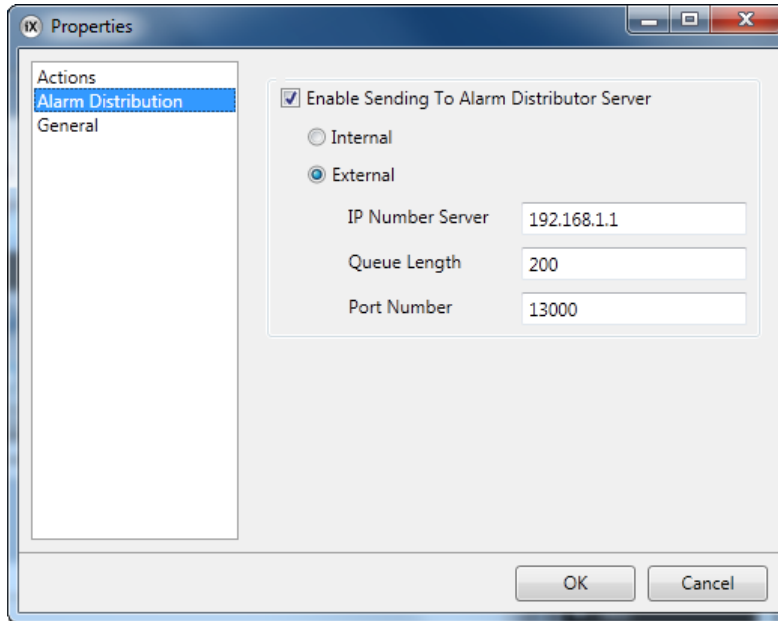 iX Properties
Actions
Alarm Distribution
General
Enable Sending To Alarm Distributor Server
Internal
External
IP Number Server 192.168.1.1
Queue Length 200
Port Number 13000
OK Cancel